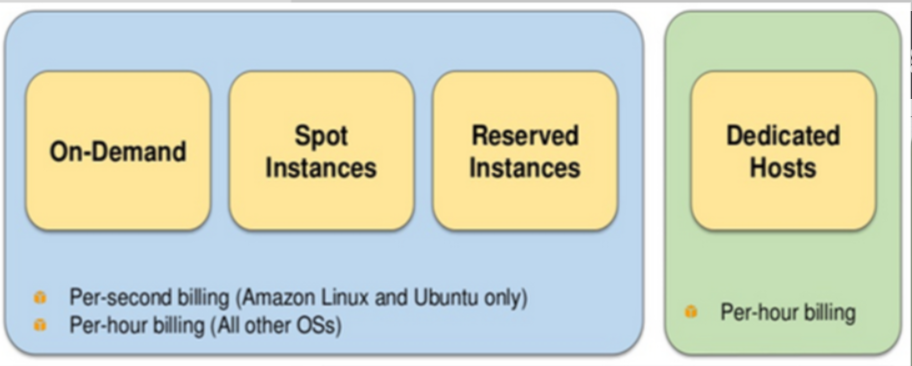 On-Demand
Spot
Instances
Reserved
Instances
Dedicated
Hosts
Per-second billing (Amazon Linux and Ubuntu only)
Per-hour billing (All other OSs)
Per-hour billing